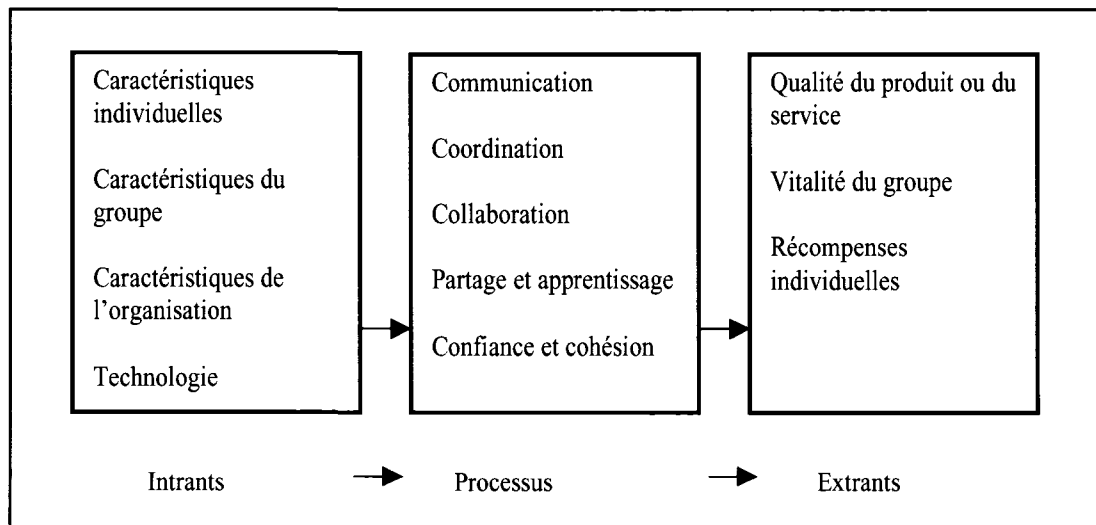 Caractéristiques
individuelles
Caractéristiques du
groupe
Caractéristiques de
l'organisation
Technologie
Communication
Coordination
Collaboration
Partage et apprentissage
Confiance et cohésion
Qualité du produit ou du
service
Vitalité du groupe
Récompenses
individuelles
Intrants
Processus
Extrants